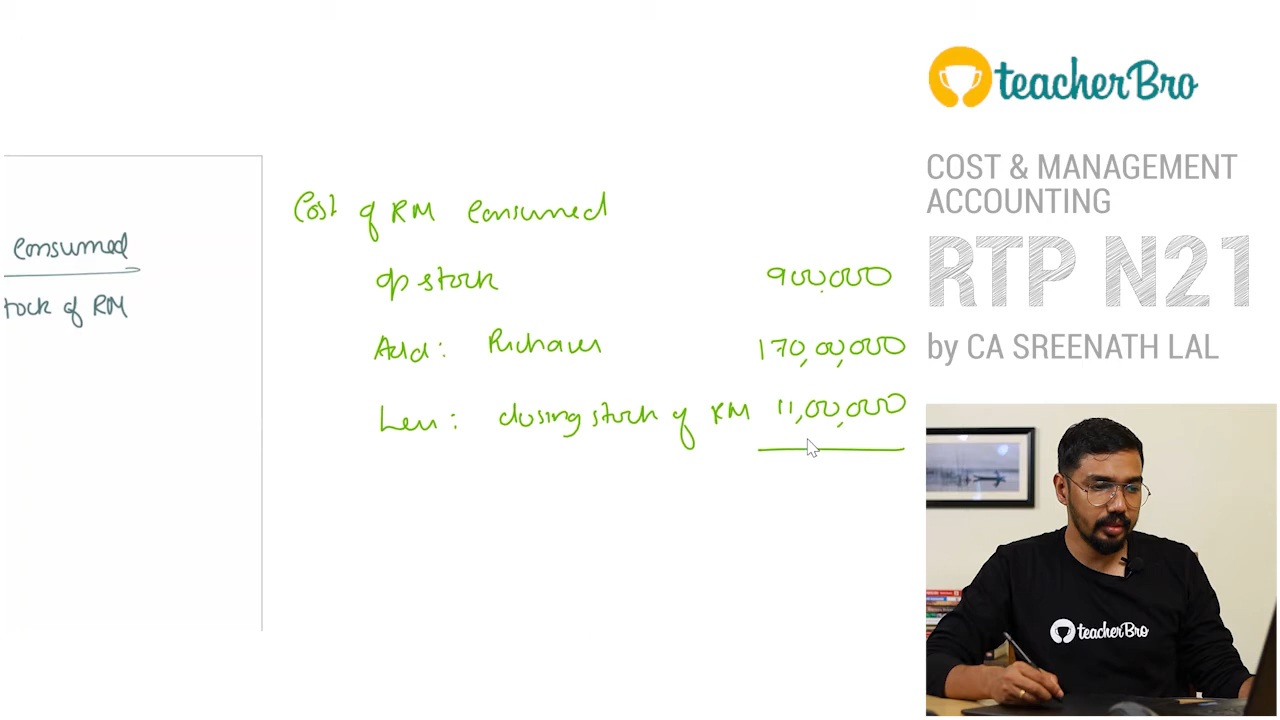 teacherBro
COST & MANAGEMENT
ACCOUNTING
RTP N21
by CA SREENATH LAL
Consumed
tock of RM
Cost of RM Consumed
Op stock 900,000
Add: Purchases 170,00,000
Less: closing stock of RM 11,00,000
teacherBro